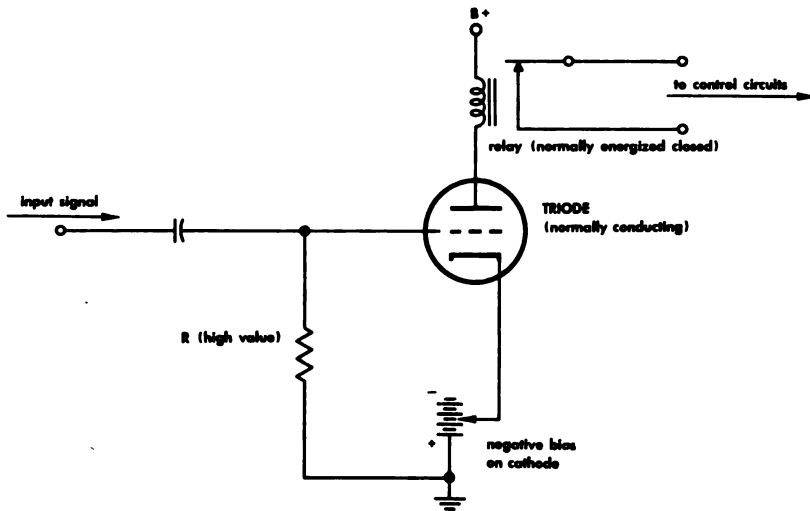 B+
to control circuits
relay (normally energized closed)
input signal
TRIODE
(normally conducting)
R (high value)
−
+
negative bias
on cathode